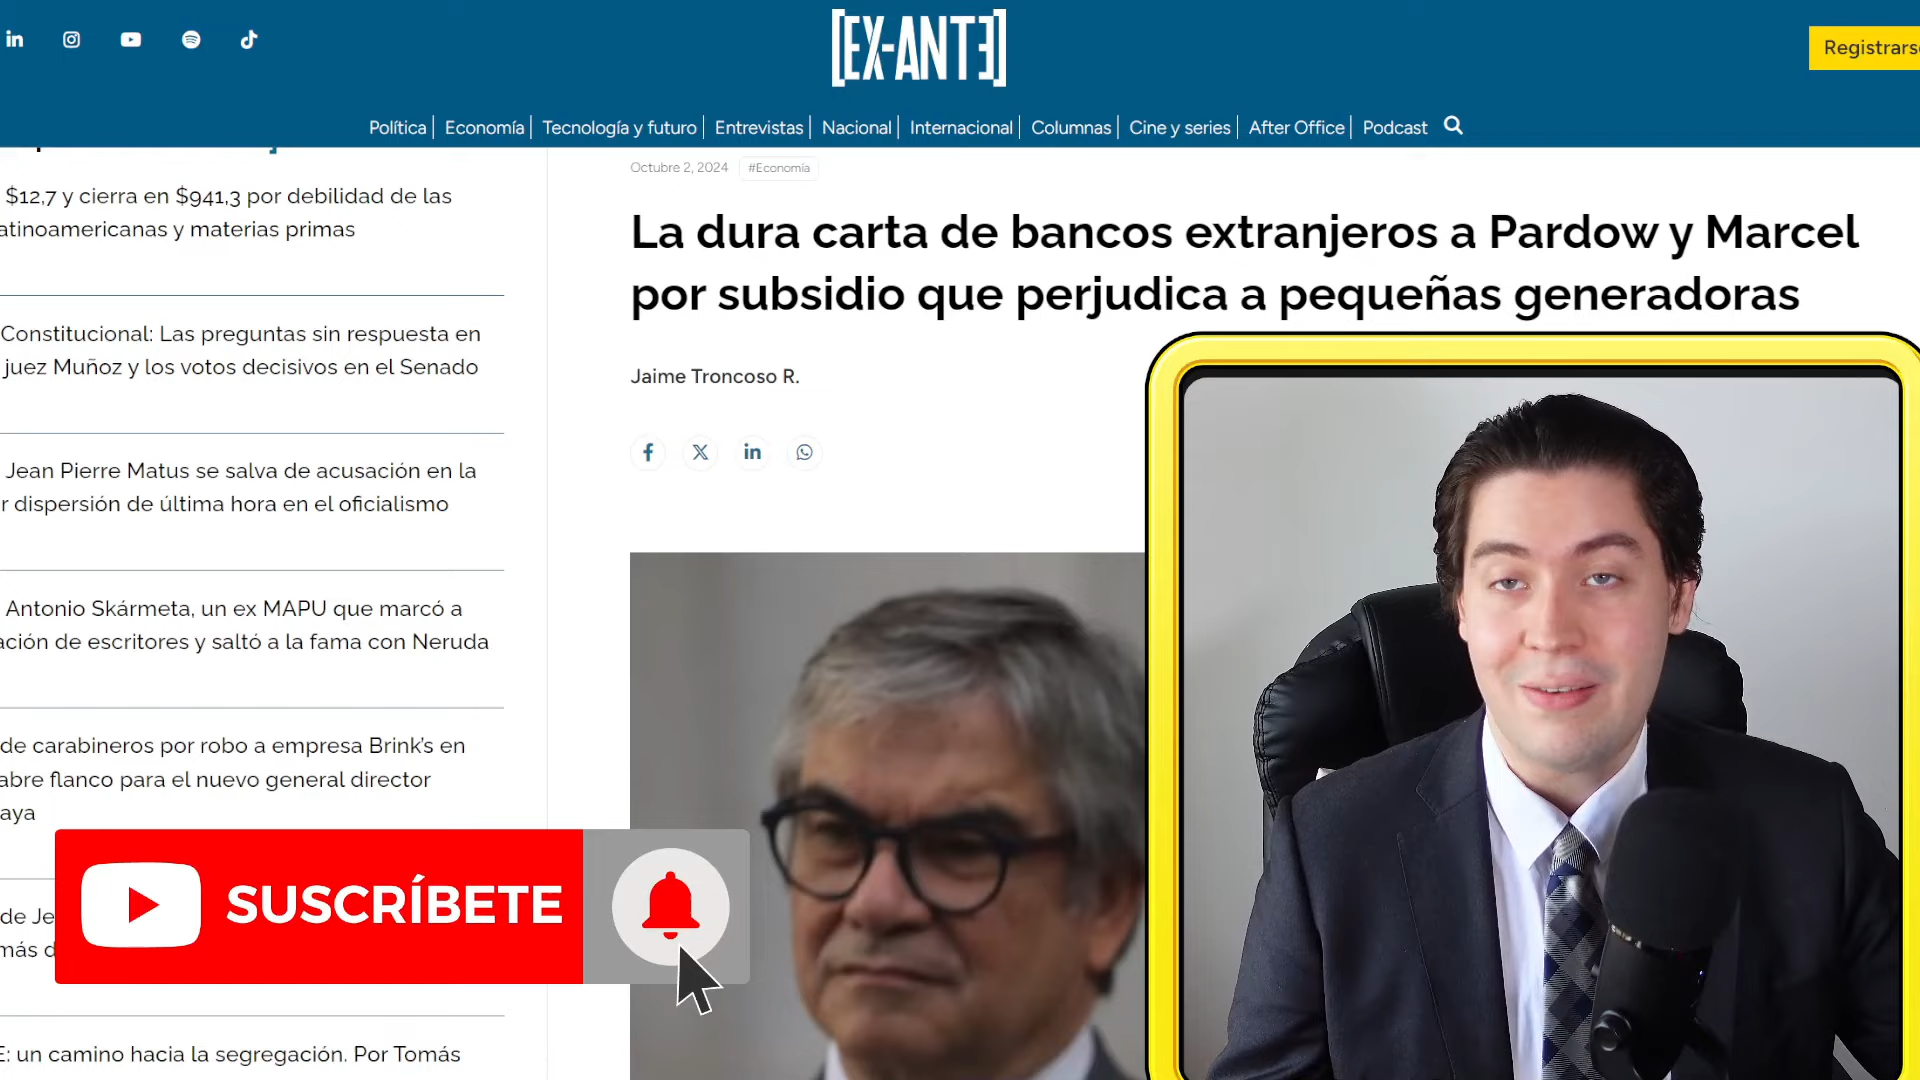 [EX-ANTE]
Registrars
Política
Economía
Tecnología y futuro
Entrevistas
Nacional
Internacional
Columnas
Cine y series
After Office
Podcast
$12,7 y cierra en $941,3 por debilidad de las
atinoamericanas y materias primas
Constitucional: Las preguntas sin respuesta en
juez Muñoz y los votos decisivos en el Senado
Jean Pierre Matus se salva de acusación en la
r dispersión de última hora en el oficialismo
Antonio Skármeta, un ex MAPU que marcó a
ación de escritores y saltó a la fama con Neruda
de carabineros por robo a empresa Brink's en
abre flanco para el nuevo general director
aya
de Je
más d
E: un camino hacia la segregación. Por Tomás
Octubre 2, 2024
#Economía
La dura carta de bancos extranjeros a Pardow y Marcel
por subsidio que perjudica a pequeñas generadoras
Jaime Troncoso R.
SUSCRÍBETE